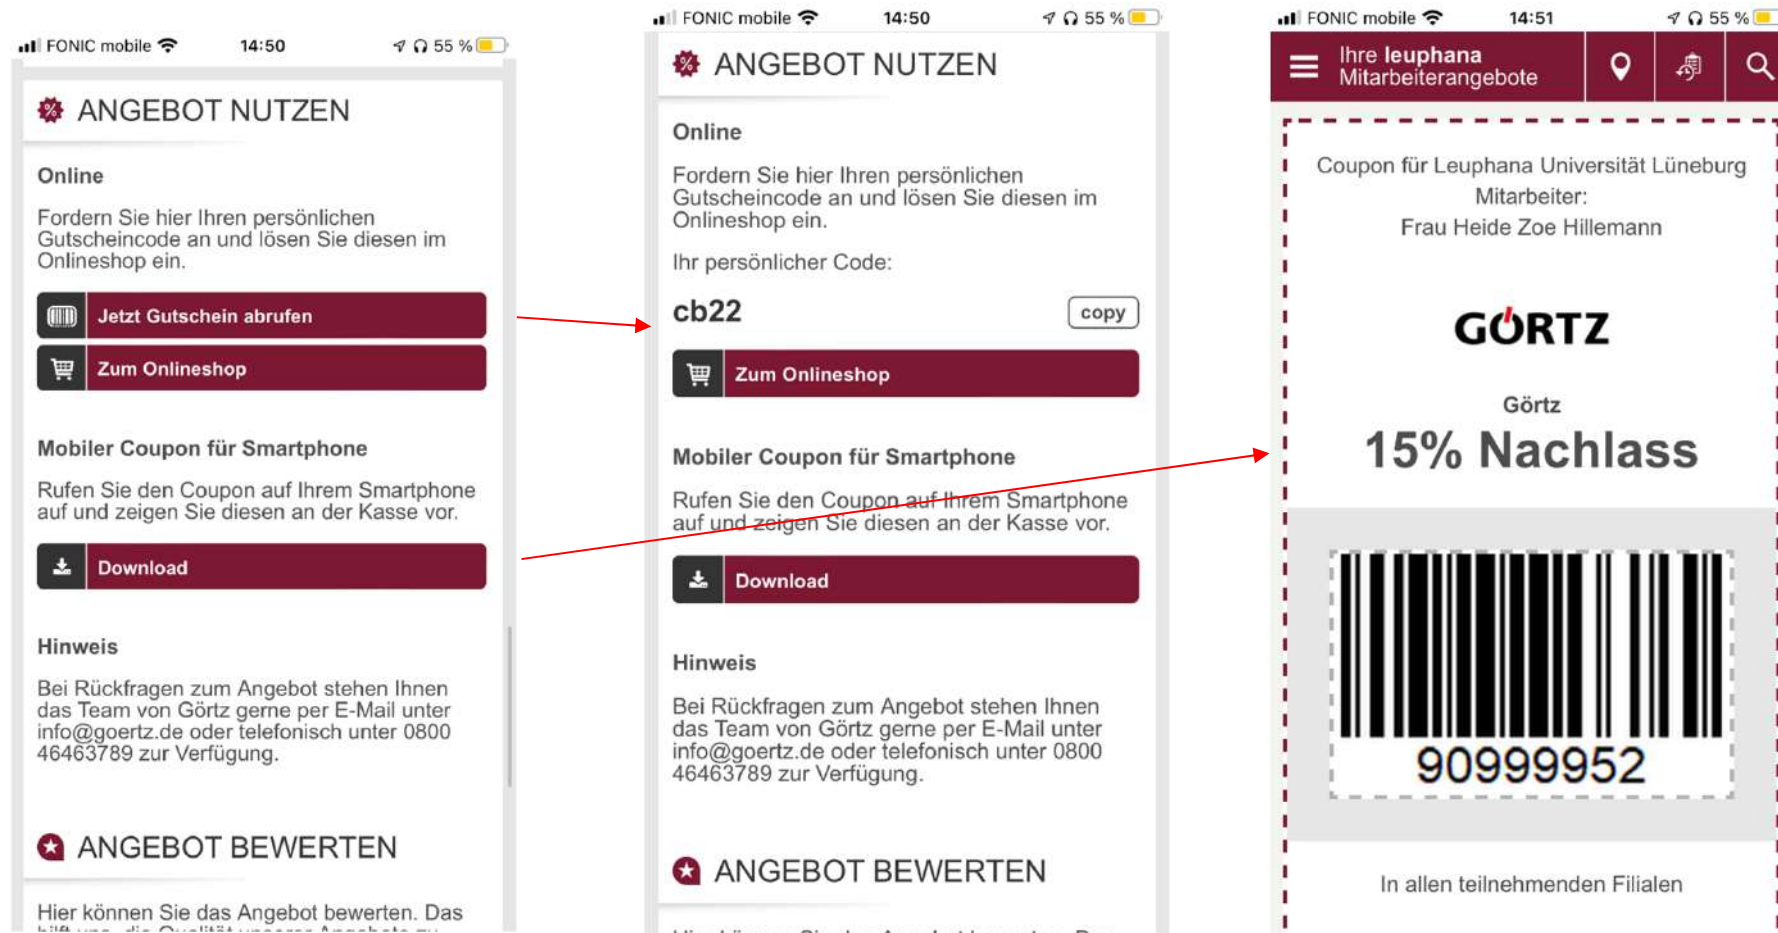 FONIC mobile 14:50 55 %
ANGEBOT NUTZEN
Online
Fordern Sie hier Ihren persönlichen
Gutscheincode an und lösen Sie diesen im
Onlineshop ein.
Jetzt Gutschein abrufen
Zum Onlineshop
Mobiler Coupon für Smartphone
Rufen Sie den Coupon auf Ihrem Smartphone
auf und zeigen Sie diesen an der Kasse vor.
Download
Hinweis
Bei Rückfragen zum Angebot stehen Ihnen
das Team von Görtz gerne per E-Mail unter
info@goertz.de oder telefonisch unter 0800
46463789 zur Verfügung.
ANGEBOT BEWERTEN
Hier können Sie das Angebot bewerten. Das
hilft uns, die Qualität unserer Angebote zu
FONIC mobile 14:50 55 %
ANGEBOT NUTZEN
Online
Fordern Sie hier Ihren persönlichen
Gutscheincode an und lösen Sie diesen im
Onlineshop ein.
Ihr persönlicher Code:
cb22 copy
Zum Onlineshop
Mobiler Coupon für Smartphone
Rufen Sie den Coupon auf Ihrem Smartphone
auf und zeigen Sie diesen an der Kasse vor.
Download
Hinweis
Bei Rückfragen zum Angebot stehen Ihnen
das Team von Görtz gerne per E-Mail unter
info@goertz.de oder telefonisch unter 0800
46463789 zur Verfügung.
ANGEBOT BEWERTEN
FONIC mobile 14:51 55 %
Ihre leuphana
Mitarbeiterangebote
Coupon für Leuphana Universität Lüneburg
Mitarbeiter:
Frau Heide Zoe Hillemann
GÖRTZ
Görtz
15% Nachlass
90999952
In allen teilnehmenden Filialen